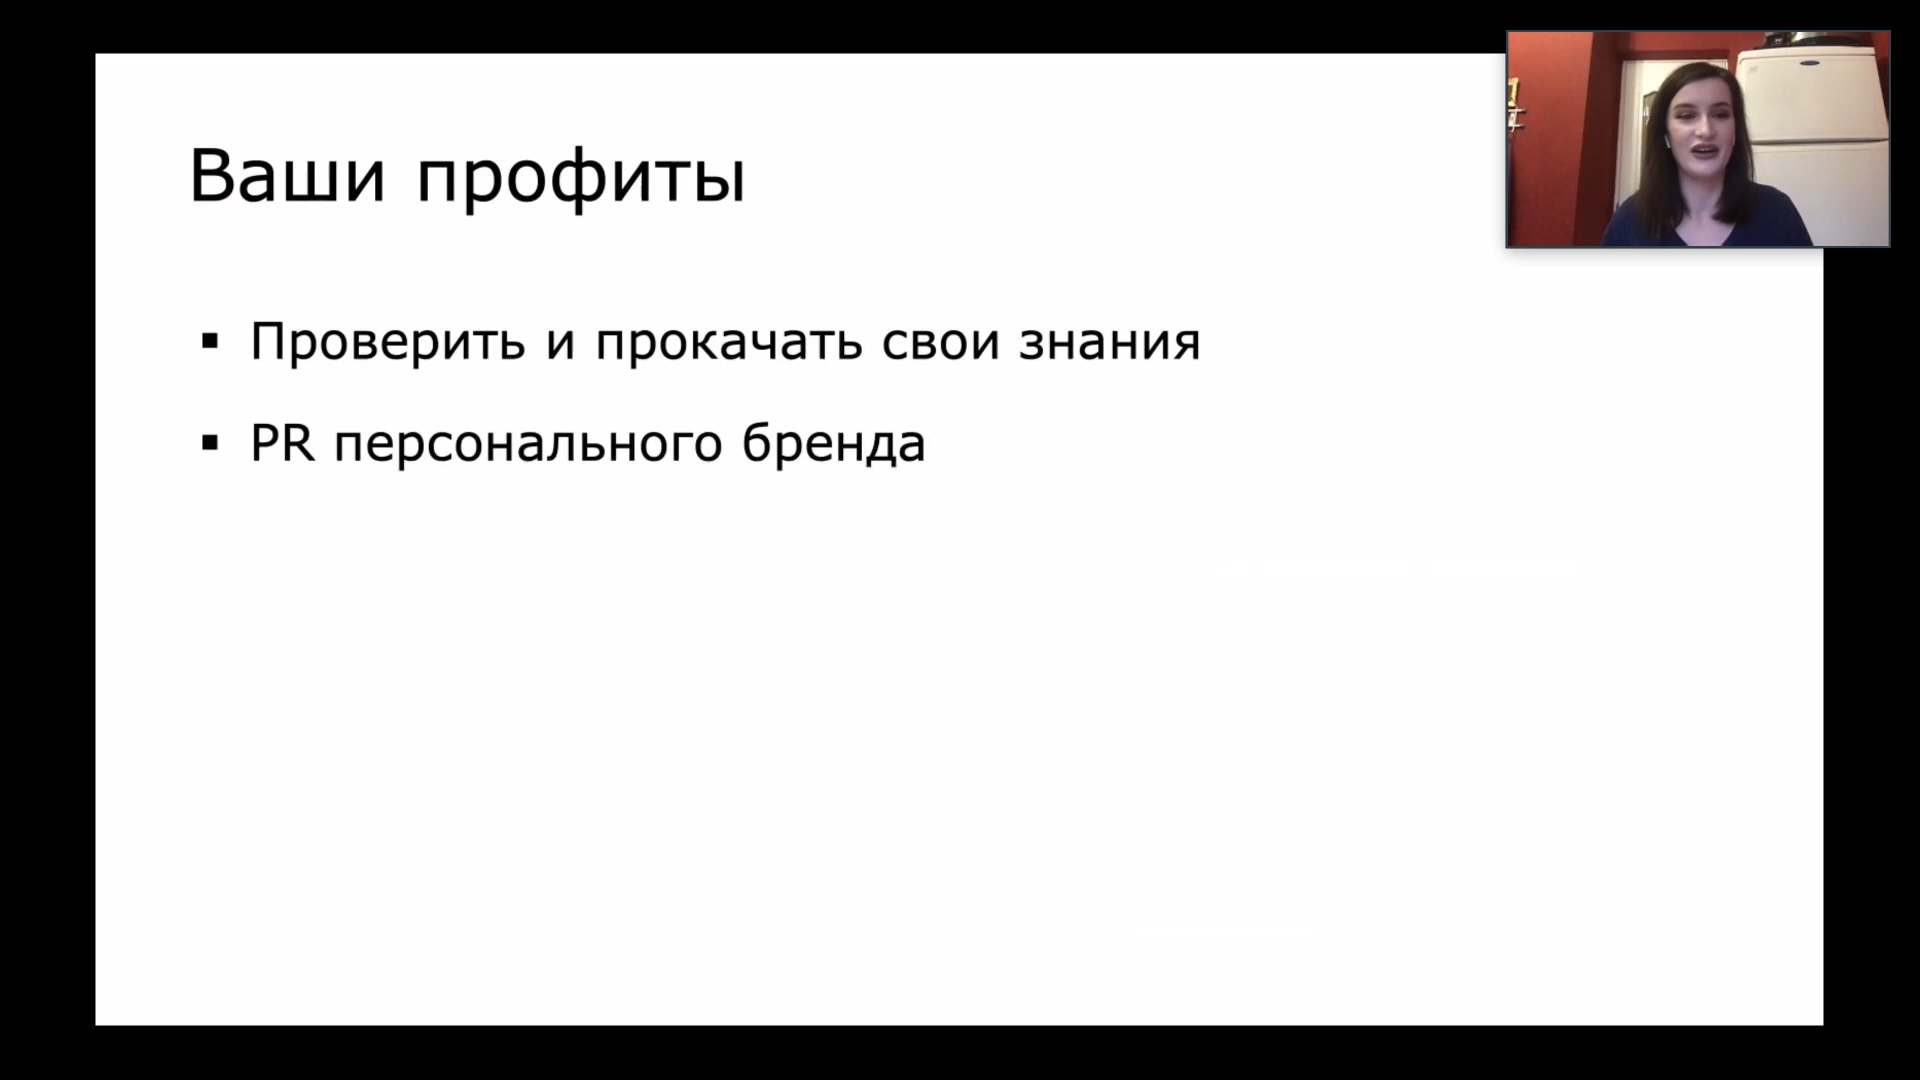 Ваши профиты
▪ Проверить и прокачать свои знания
▪ PR персонального бренда